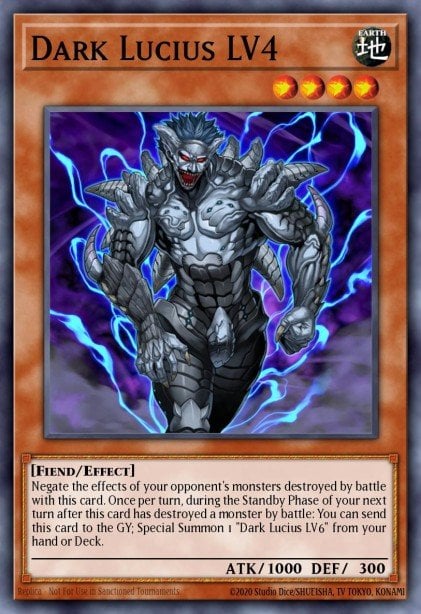 Dark Lucius LV4
EARTH
地
[Fiend/Effect]
Negate the effects of your opponent's monsters destroyed by battle
with this card. Once per turn, during the Standby Phase of your next
turn after this card has destroyed a monster by battle: You can send
this card to the GY; Special Summon 1 "Dark Lucius LV6" from your
hand or Deck.
ATK/1000 DEF/ 300
Replica - Not For Use in Sanctioned Tournaments
©2020 Studio Dice/SHUEISHA, TV TOKYO, KONAMI